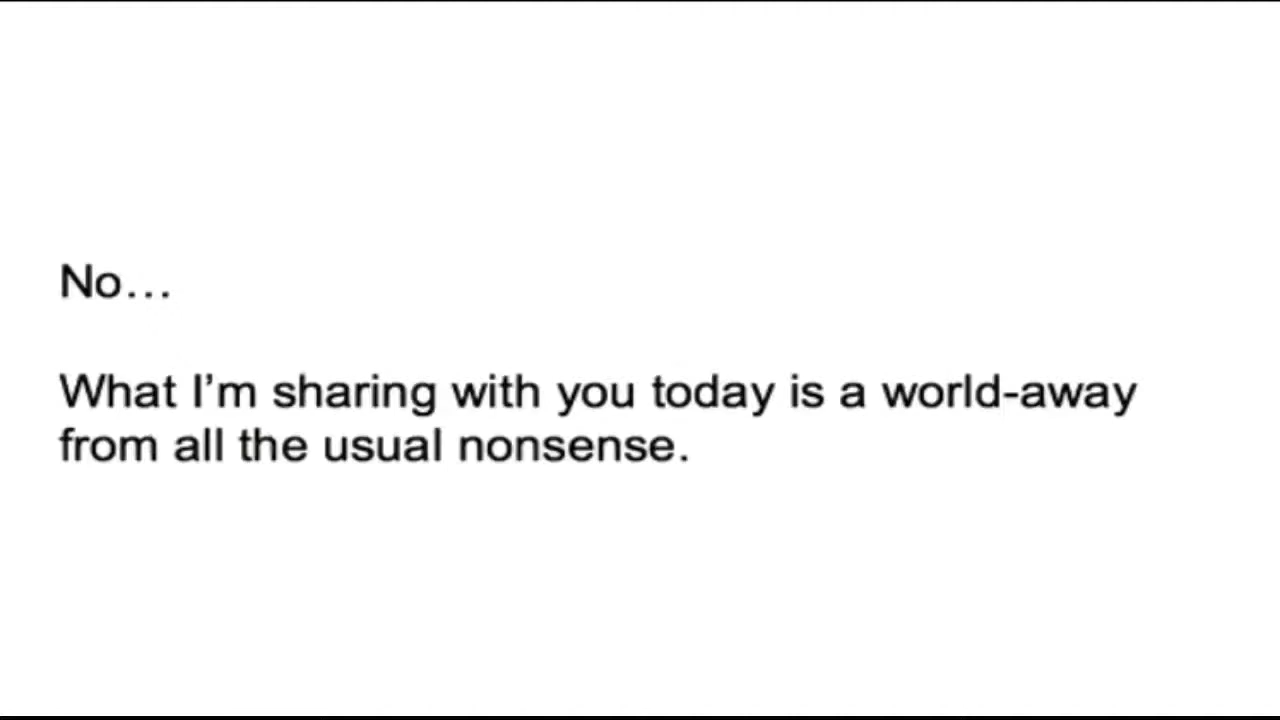 No…
What I’m sharing with you today is a world-away
from all the usual nonsense.